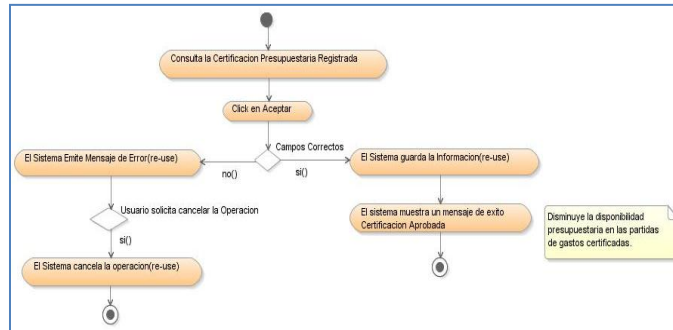 Consulta la Certificacion Presupuestaria Registrada
Click en Aceptar
Campos Correctos
El Sistema Emite Mensaje de Error(re-use)
no()
si()
El Sistema guarda la Informacion(re-use)
Usuario solicita cancelar la Operacion
si()
El sistema muestra un mensaje de exito
Certificacion Aprobada
Disminuye la disponibilidad
presupuestaria en las partidas
de gastos certificadas.
El Sistema cancela la operacion(re-use)